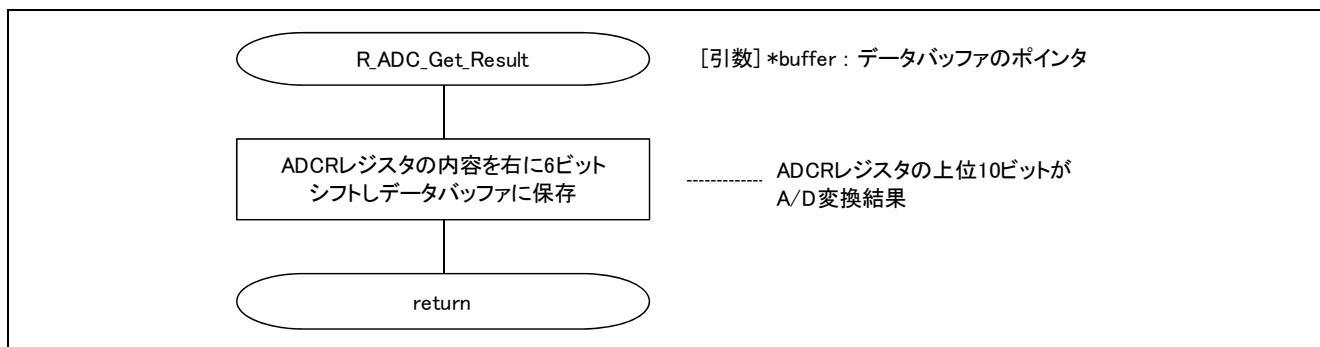 R_ADC_Get_Result
[引数] *buffer : データバッファのポインタ
ADCRレジスタの内容を右に6ビット
シフトしデータバッファに保存
ADCRレジスタの上位10ビットが
A/D変換結果
return